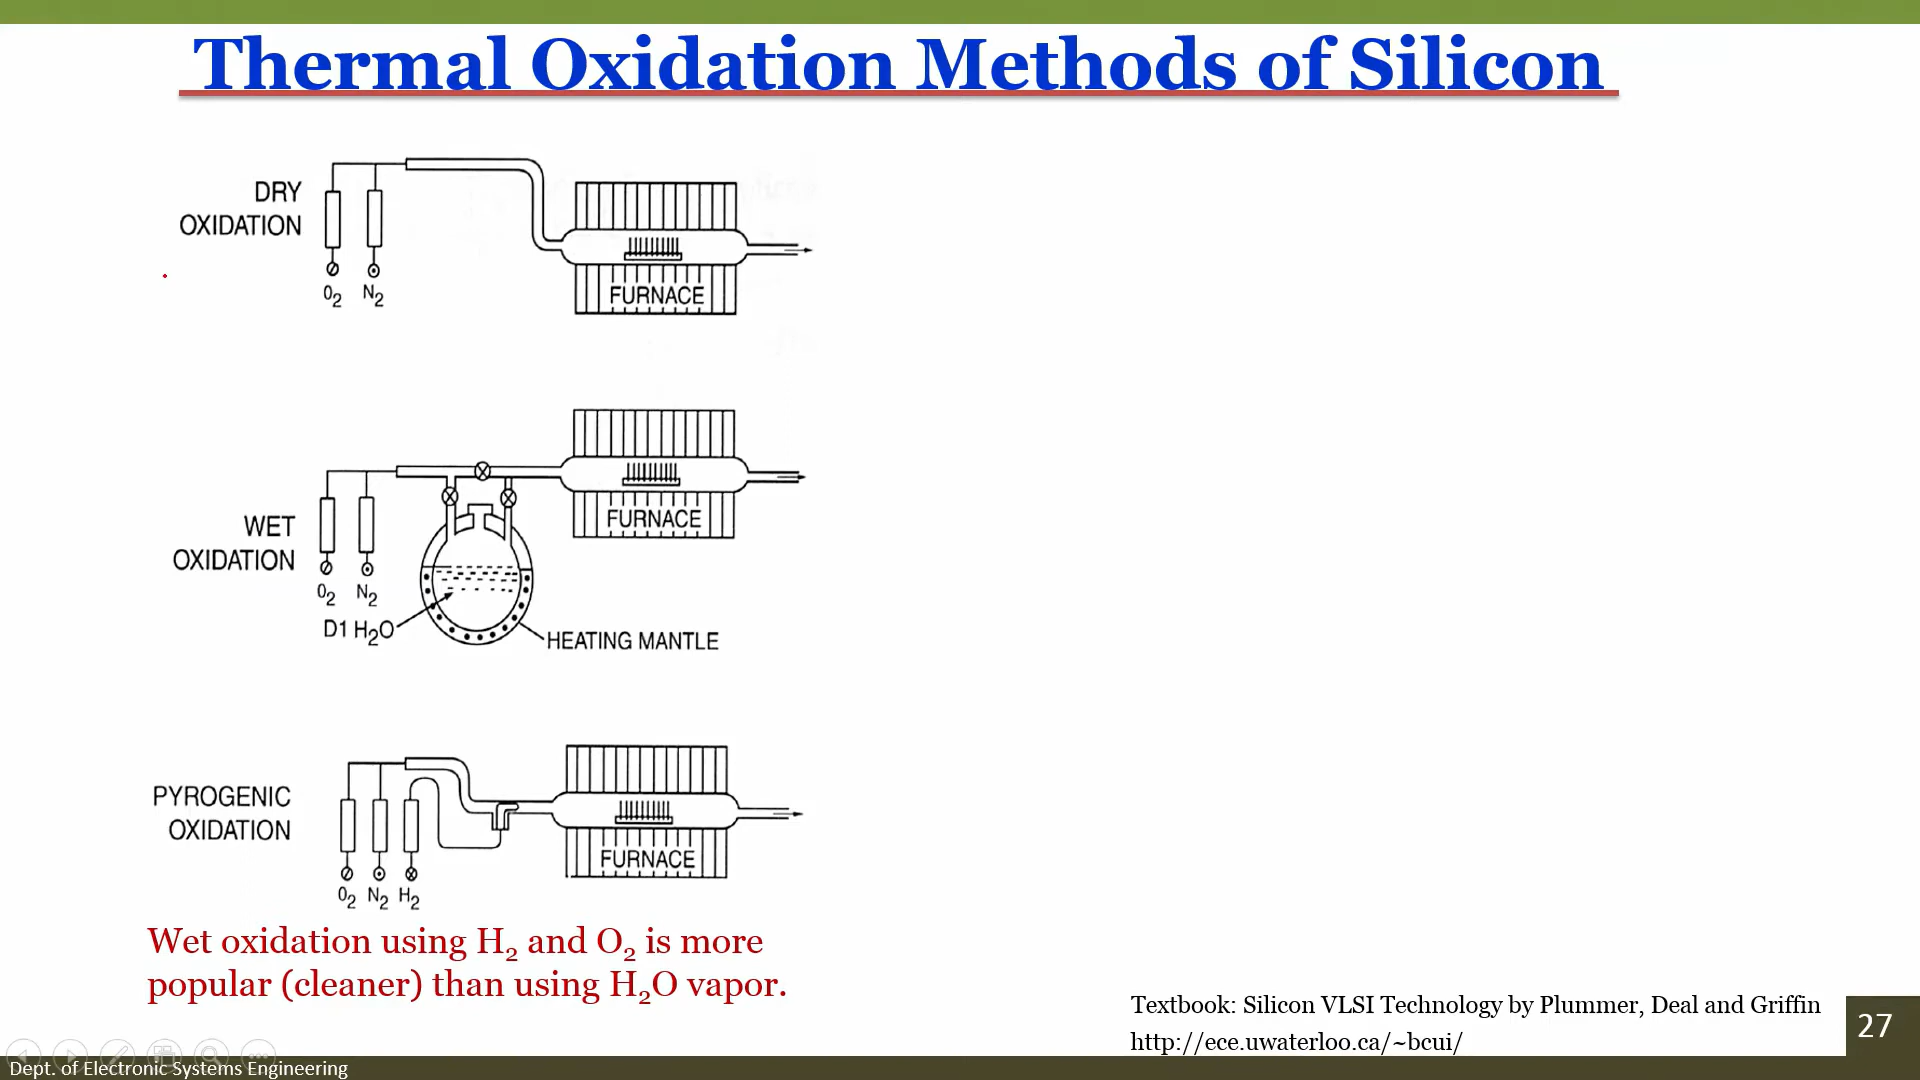 Thermal Oxidation Methods of Silicon
DRY
OXIDATION
O2 N2
FURNACE
WET
OXIDATION
O2 N2
D1 H2O
FURNACE
HEATING MANTLE
PYROGENIC
OXIDATION
O2 N2 H2
FURNACE
Wet oxidation using H2 and O2 is more
popular (cleaner) than using H2O vapor.
Textbook: Silicon VLSI Technology by Plummer, Deal and Griffin
http://ece.uwaterloo.ca/~bcui/
27
Dept. of Electronic Systems Engineering